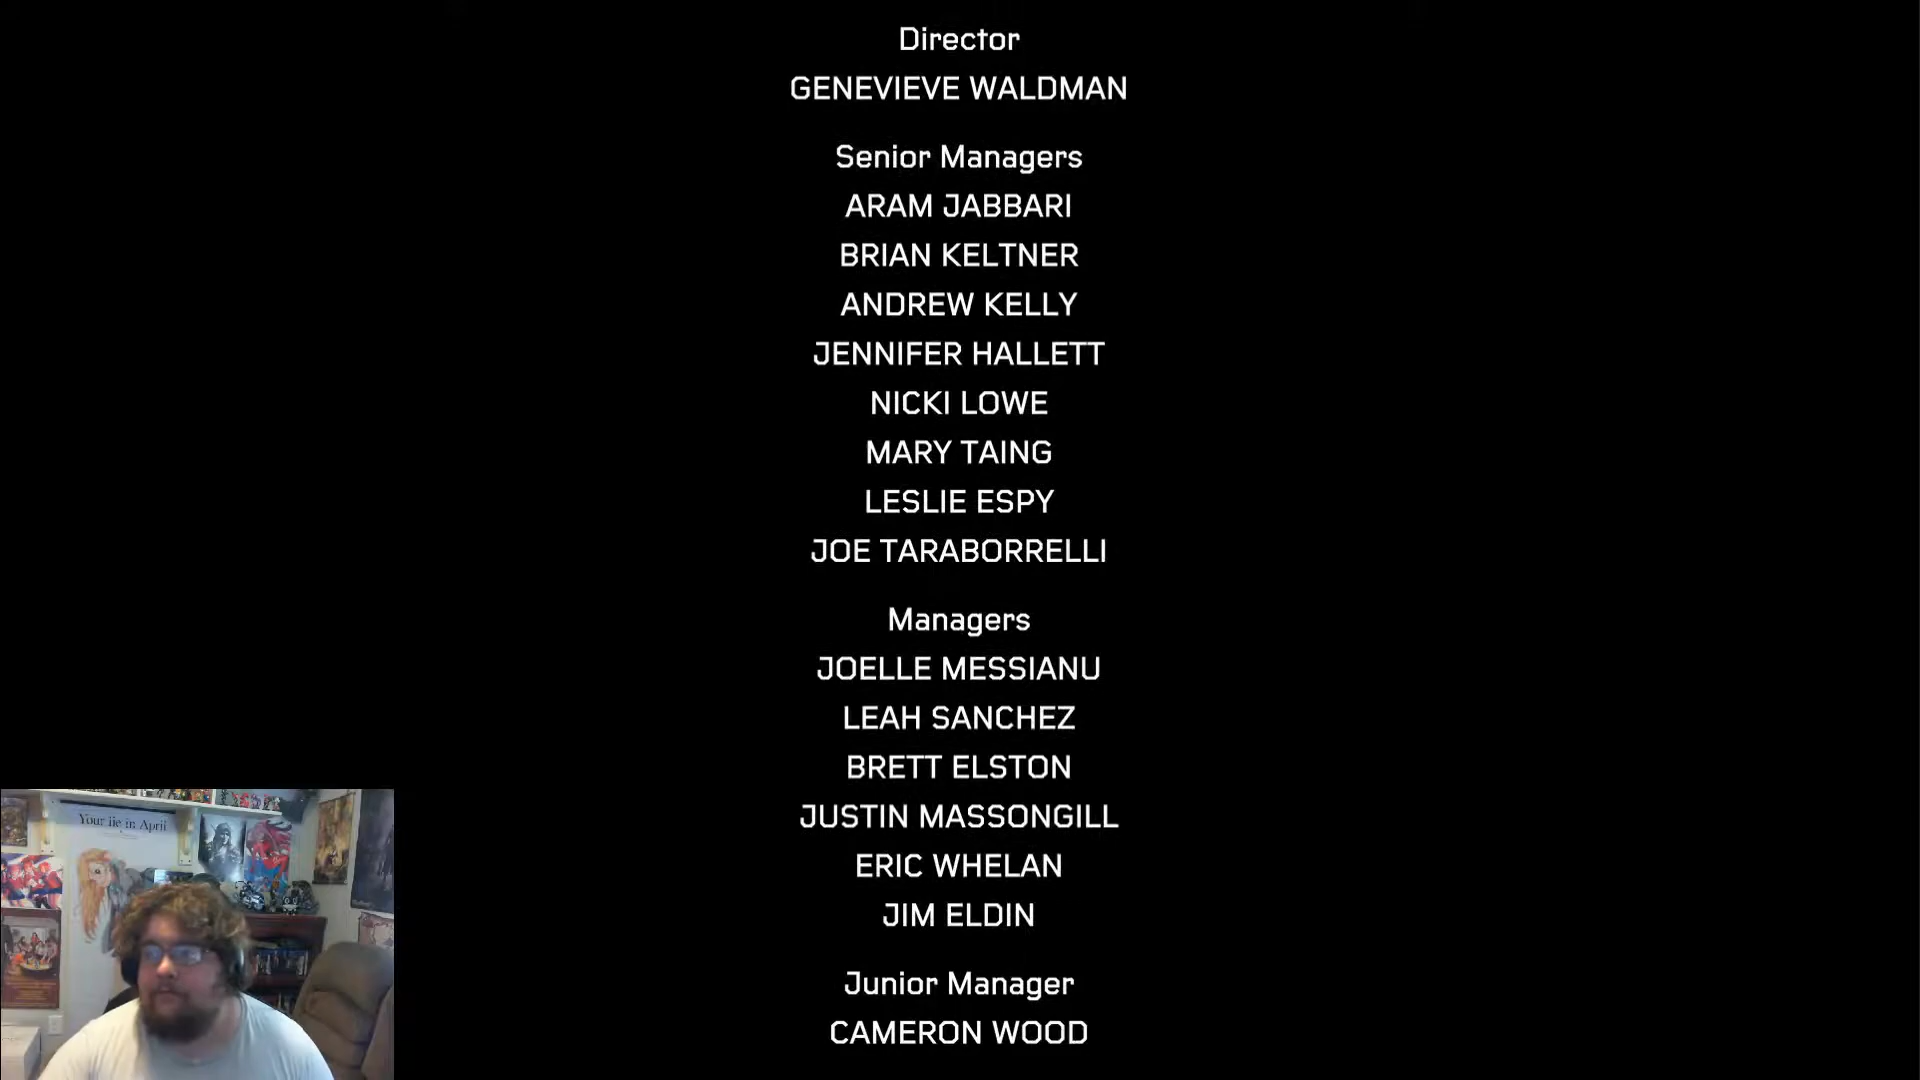 Director
GENEVIEVE WALDMAN
Senior Managers
ARAM JABBARI
BRIAN KELTNER
ANDREW KELLY
JENNIFER HALLETT
NICKI LOWE
MARY TAING
LESLIE ESPY
JOE TARABORRELLI
Managers
JOELLE MESSIANU
LEAH SANCHEZ
BRETT ELSTON
JUSTIN MASSONGILL
ERIC WHELAN
JIM ELDIN
Junior Manager
CAMERON WOOD
Your lie in April